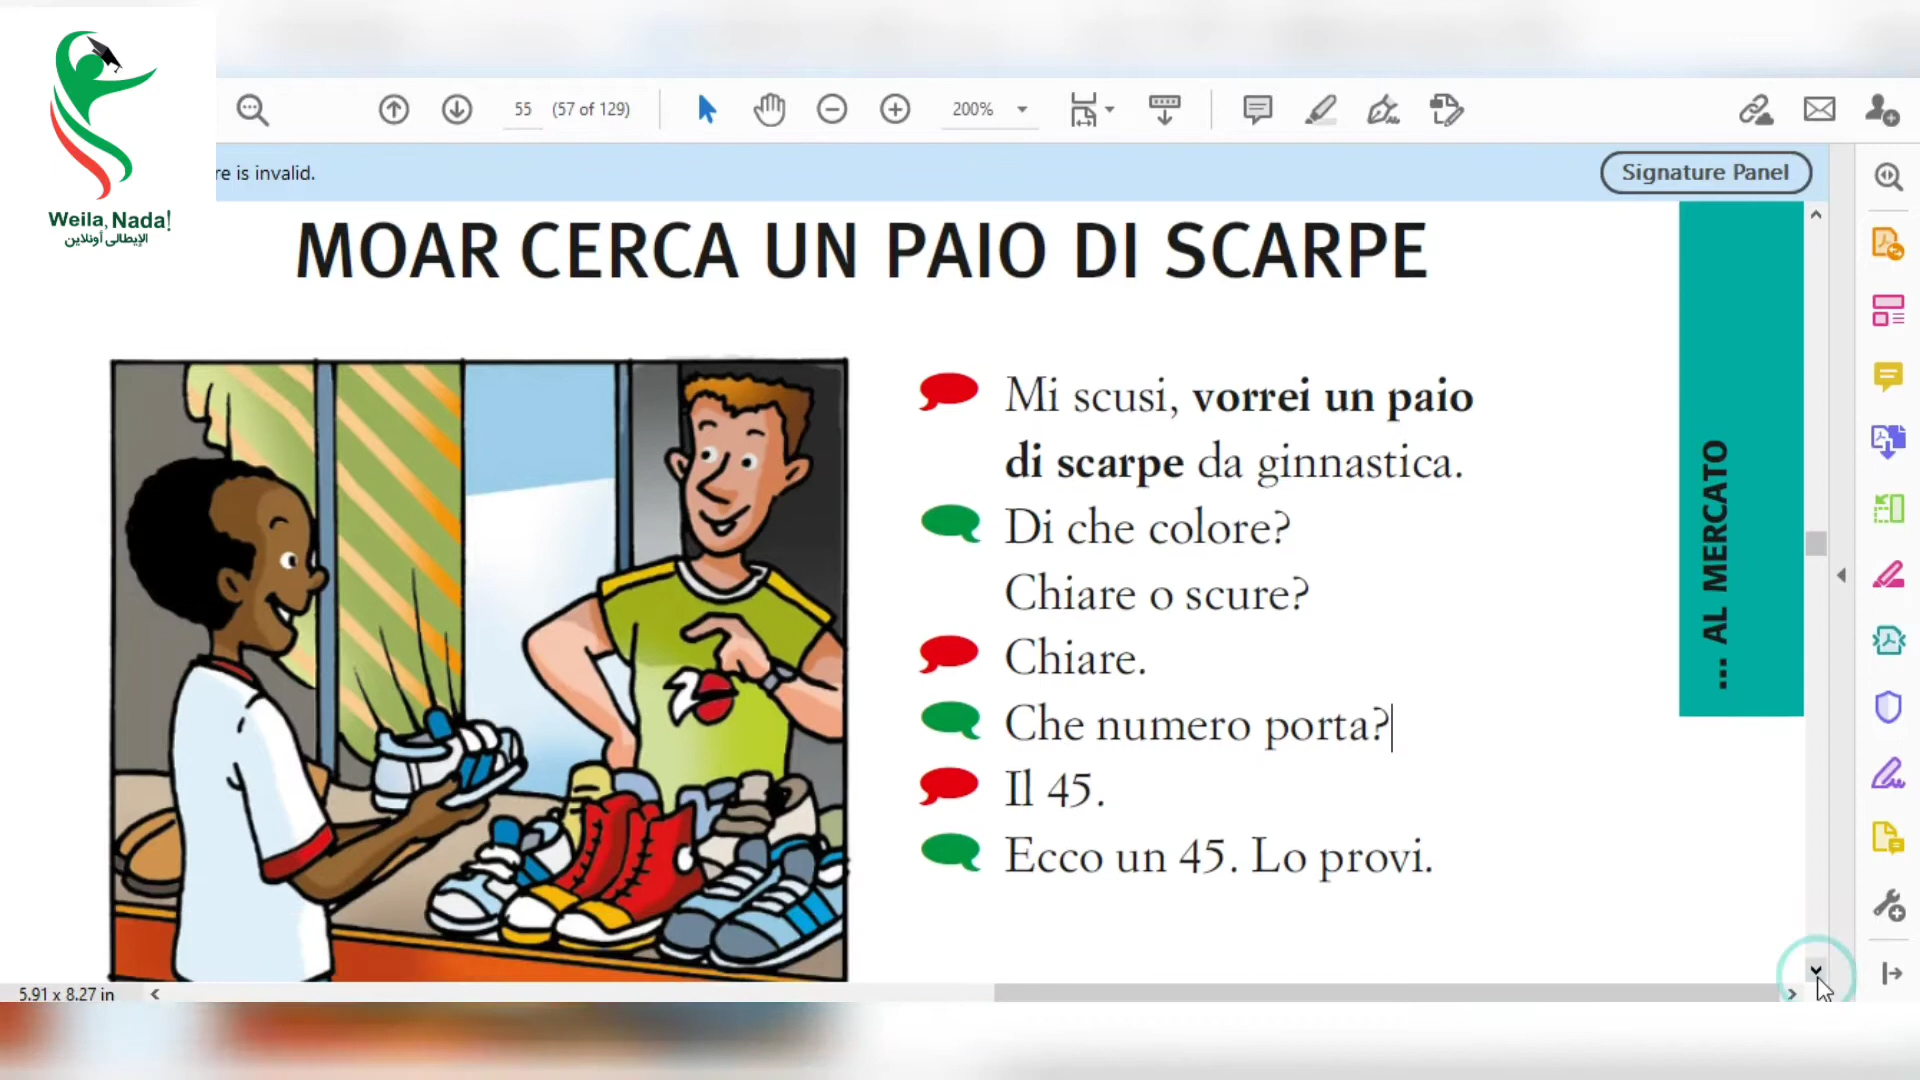 55 (57 of 129)
200%
re is invalid.
Signature Panel
Weila, Nada!
الإيطالي أونلاين
MOAR CERCA UN PAIO DI SCARPE
Mi scusi, vorrei un paio
di scarpe da ginnastica.
Di che colore?
Chiare o scure?
Chiare.
Che numero porta?
Il 45.
Ecco un 45. Lo provi.
... AL MERCATO
5.91 x 8.27 in